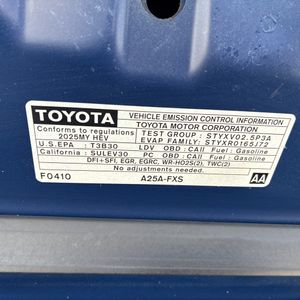 TOYOTA
VEHICLE EMISSION CONTROL INFORMATION
TOYOTA MOTOR CORPORATION
Conforms to regulations
2025MY HEV
TEST GROUP : STYXV02.5P3A
EVAP FAMILY: STYXR0165J72
U.S.EPA : T3B30 LDV OBD : CAII Fuel : Gasoline
California : SULEV30 PC OBD : CAII Fuel : Gasoline
DFI+SFI, EGR, EGRC, WR-HO2S(2), TWC(2)
No adjustments needed.
F0410 A25A-FXS AA